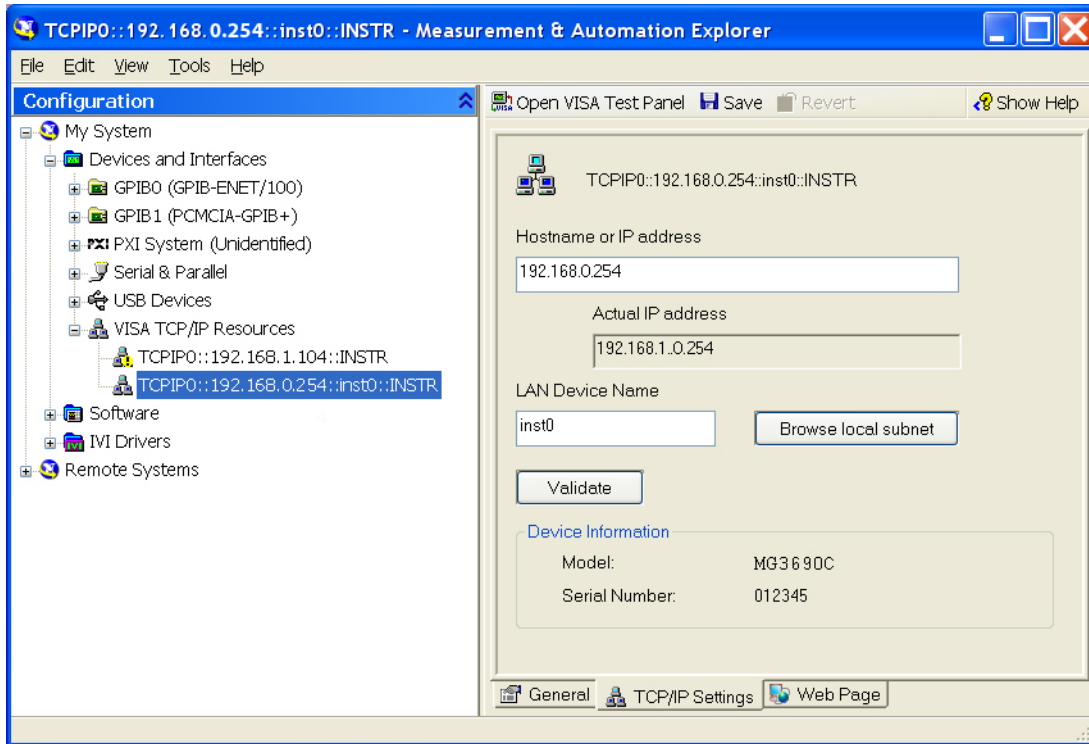 TCPIP0::192.168.0.254::inst0::INSTR - Measurement & Automation Explorer
File Edit View Tools Help
Configuration
My System
Devices and Interfaces
GPIB0 (GPIB-ENET/100)
GPIB1 (PCMCIA-GPIB+)
PXI PXI System (Unidentified)
Serial & Parallel
USB Devices
VISA TCP/IP Resources
TCPIP0::192.168.1.104::INSTR
TCPIP0::192.168.0.254::inst0::INSTR
Software
IVI Drivers
Remote Systems
Open VISA Test Panel Save Revert Show Help
TCPIP0::192.168.0.254::inst0::INSTR
Hostname or IP address
192.168.0.254
Actual IP address
192.168.1..0.254
LAN Device Name
inst0 Browse local subnet
Validate
Device Information
Model: MG3690C
Serial Number: 012345
General TCP/IP Settings Web Page